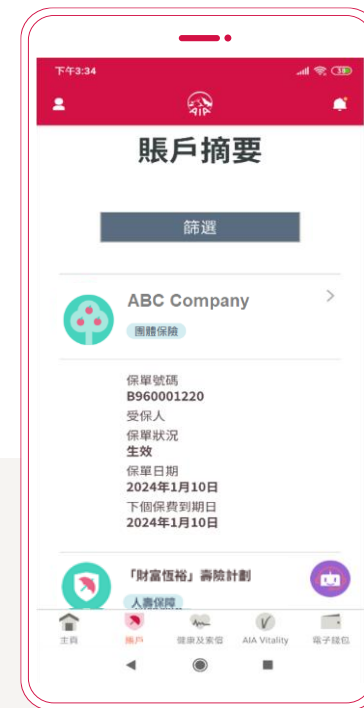 下午3:34
AIA
賬戶摘要
篩選
ABC Company
團體保險
保單號碼
B960001220
受保人
保單狀況
生效
保單日期
2024年1月10日
下個保費到期日
2024年1月10日
「財富恆裕」壽險計劃
人壽保障
主頁
賬戶
健康及索償
AIA Vitality
電子錢包